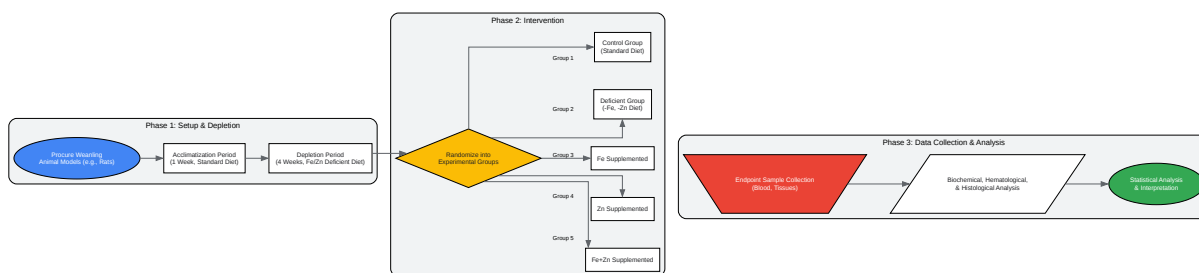 Phase 1: Setup & Depletion
Procure Weanling
Animal Models (e.g., Rats)
Acclimatization Period
(1 Week, Standard Diet)
Depletion Period
(4 Weeks, Fe/Zn Deficient Diet)
Phase 2: Intervention
Randomize into
Experimental Groups
Group 1
Control Group
(Standard Diet)
Group 2
Deficient Group
(-Fe, -Zn Diet)
Group 3
Fe Supplemented
Group 4
Zn Supplemented
Group 5
Fe+Zn Supplemented
Phase 3: Data Collection & Analysis
Endpoint Sample Collection
(Blood, Tissues)
Biochemical, Hematological,
& Histological Analysis
Statistical Analysis
& Interpretation